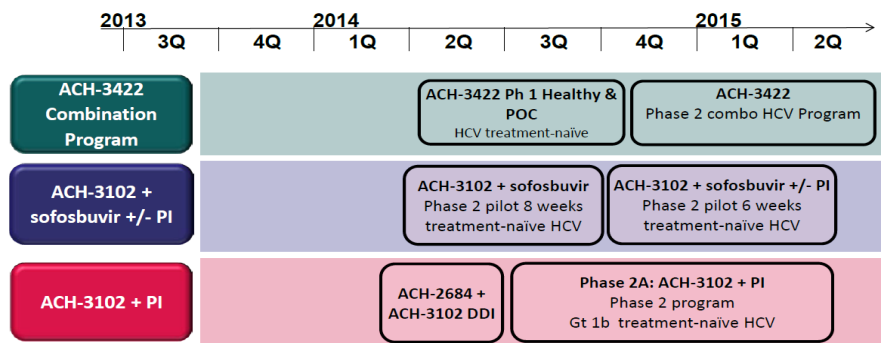 2013 2014 2015
3Q 4Q 1Q 2Q 3Q 4Q 1Q 2Q
ACH-3422
Combination
Program
ACH-3422 Ph 1 Healthy &
POC
HCV treatment-naïve
ACH-3422
Phase 2 combo HCV Program
ACH-3102 +
sofosbuvir +/- PI
ACH-3102 + sofosbuvir
Phase 2 pilot 8 weeks
treatment-naïve HCV
ACH-3102 + sofosbuvir +/- PI
Phase 2 pilot 6 weeks
treatment-naïve HCV
ACH-3102 + PI
ACH-2684 +
ACH-3102 DDI
Phase 2A: ACH-3102 + PI
Phase 2 program
Gt 1b treatment-naïve HCV